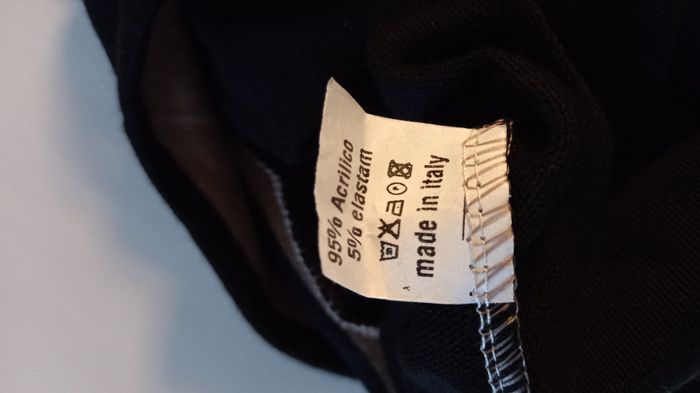 95% Acrilico
5% elastam
made in italy